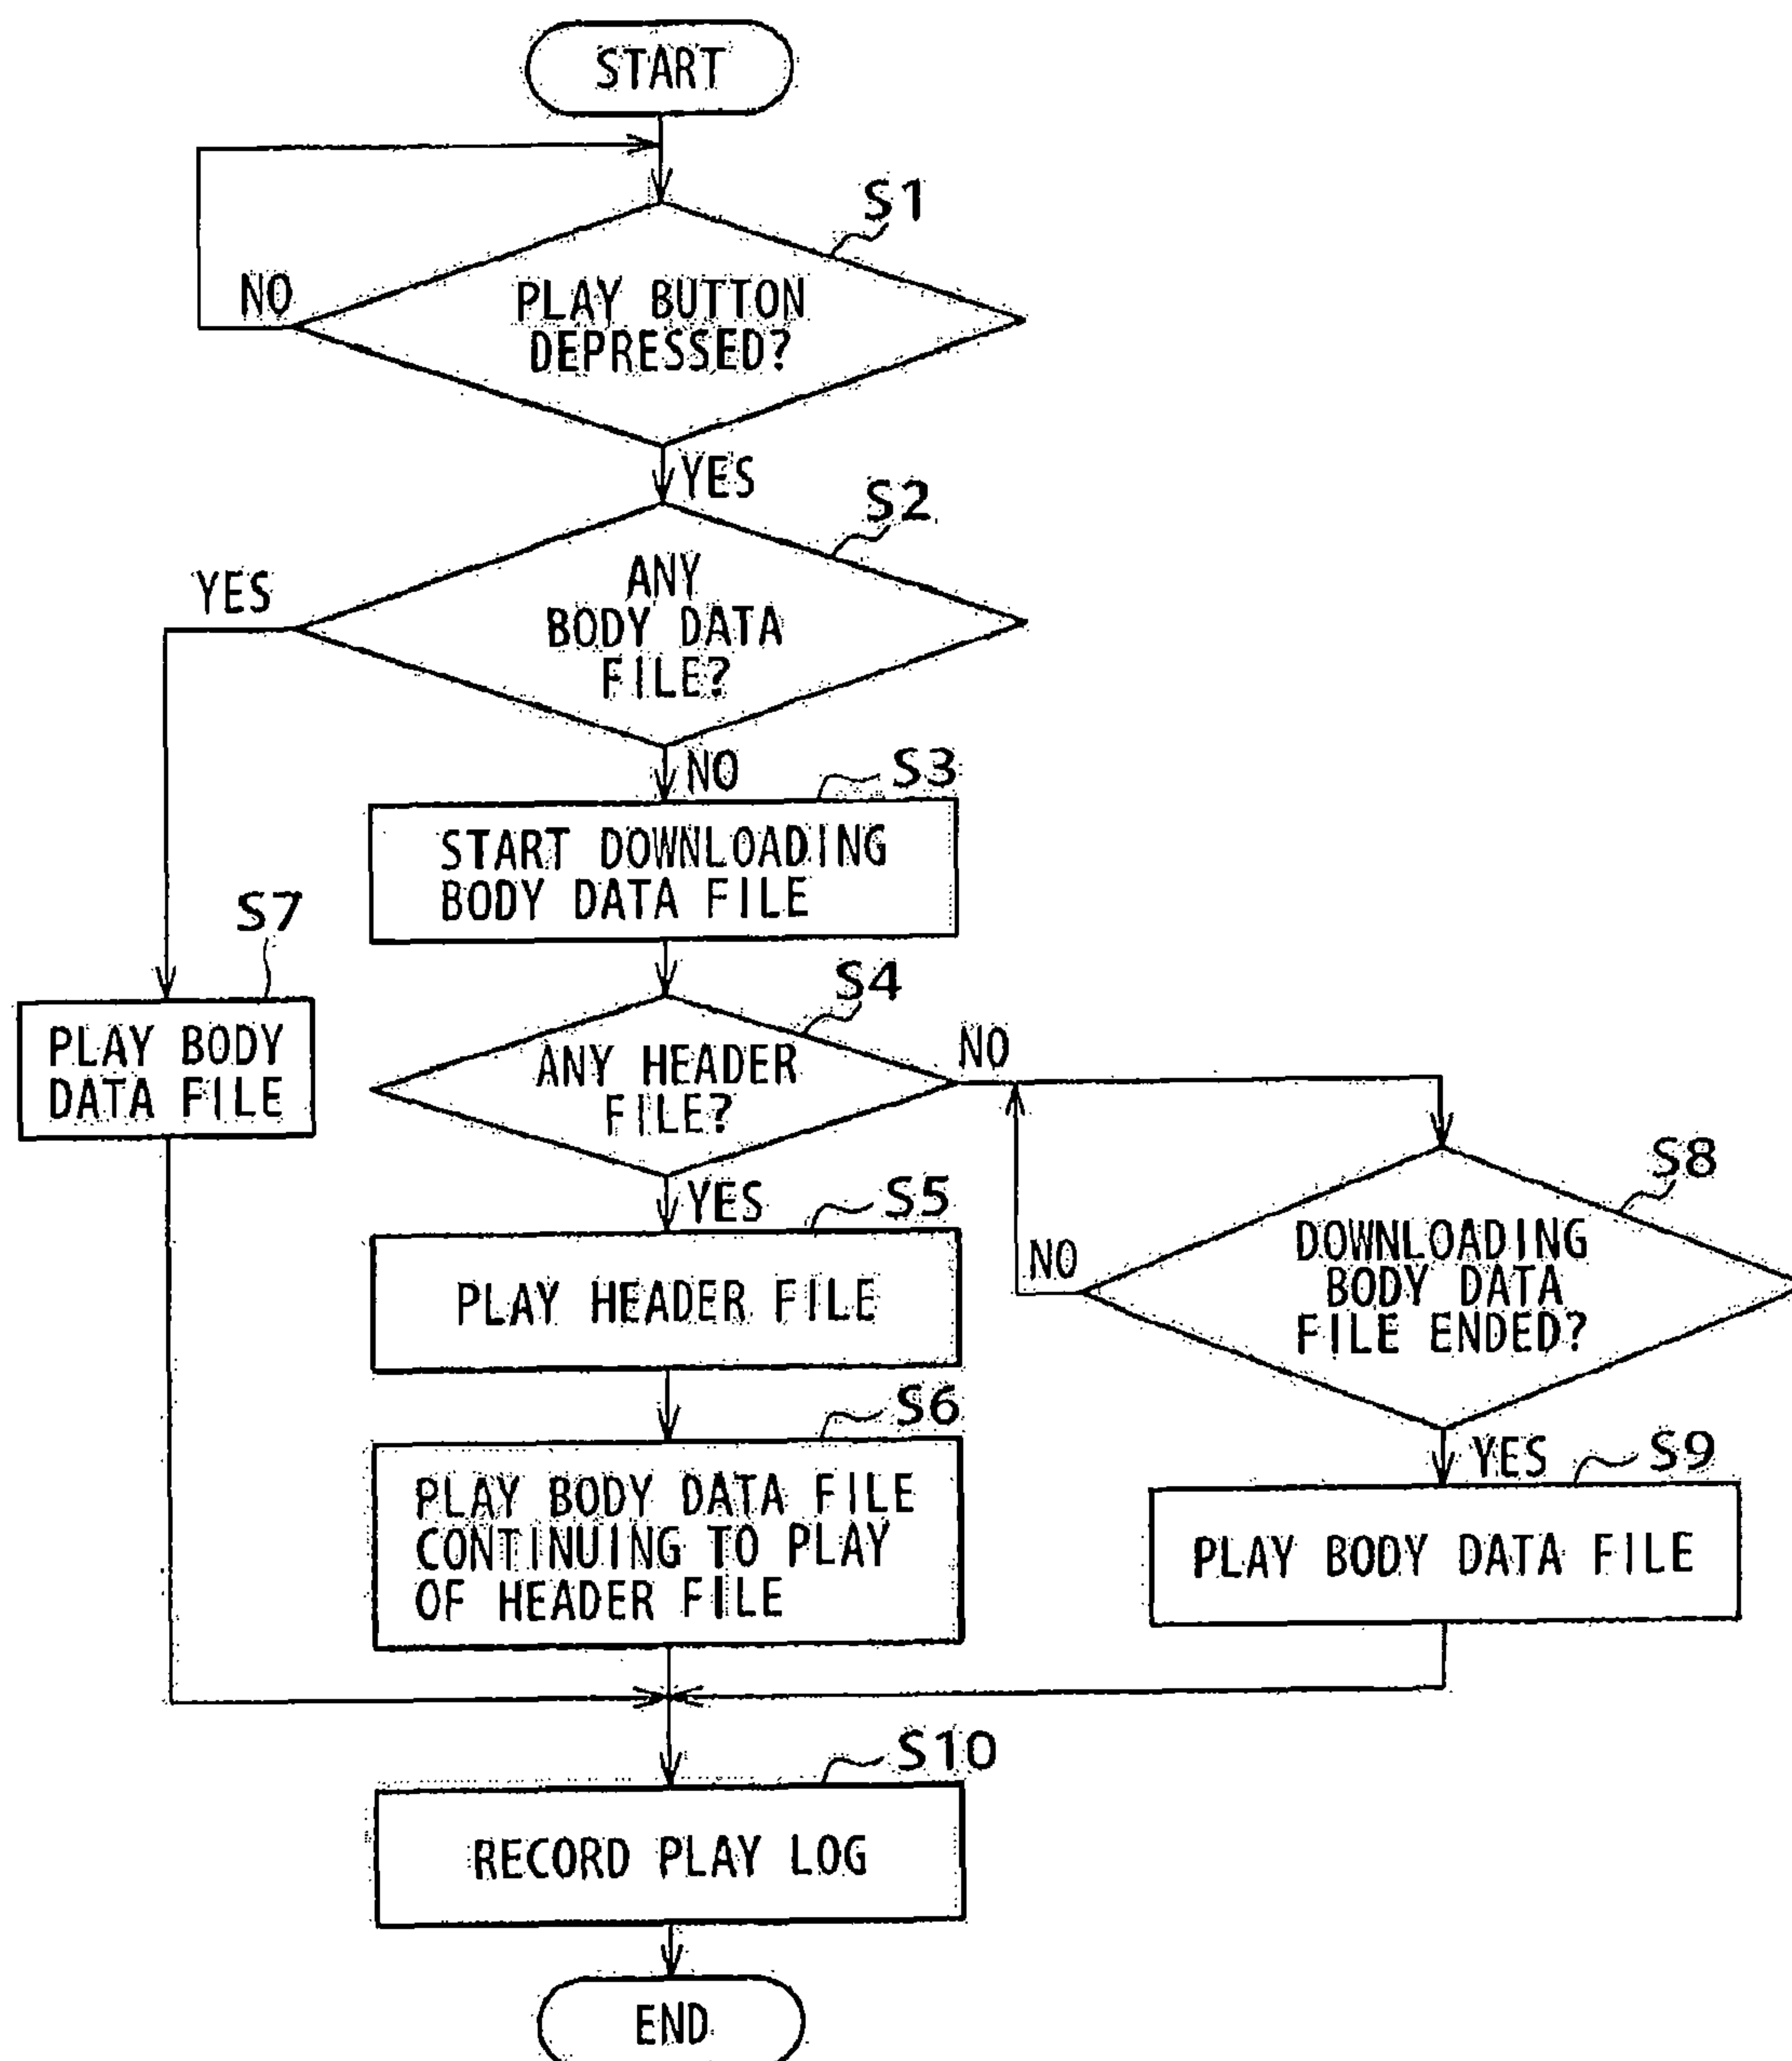 START
S1
NO
PLAY BUTTON
DEPRESSED?
YES
S2
YES
ANY
BODY DATA
FILE?
NO
S3
START DOWNLOADING
BODY DATA FILE
S7
PLAY BODY
DATA FILE
S4
ANY HEADER
FILE?
NO
YES
S5
PLAY HEADER FILE
S8
DOWNLOADING
BODY DATA
FILE ENDED?
NO
YES
S6
PLAY BODY DATA FILE
CONTINUING TO PLAY
OF HEADER FILE
S9
PLAY BODY DATA FILE
S10
RECORD PLAY LOG
END